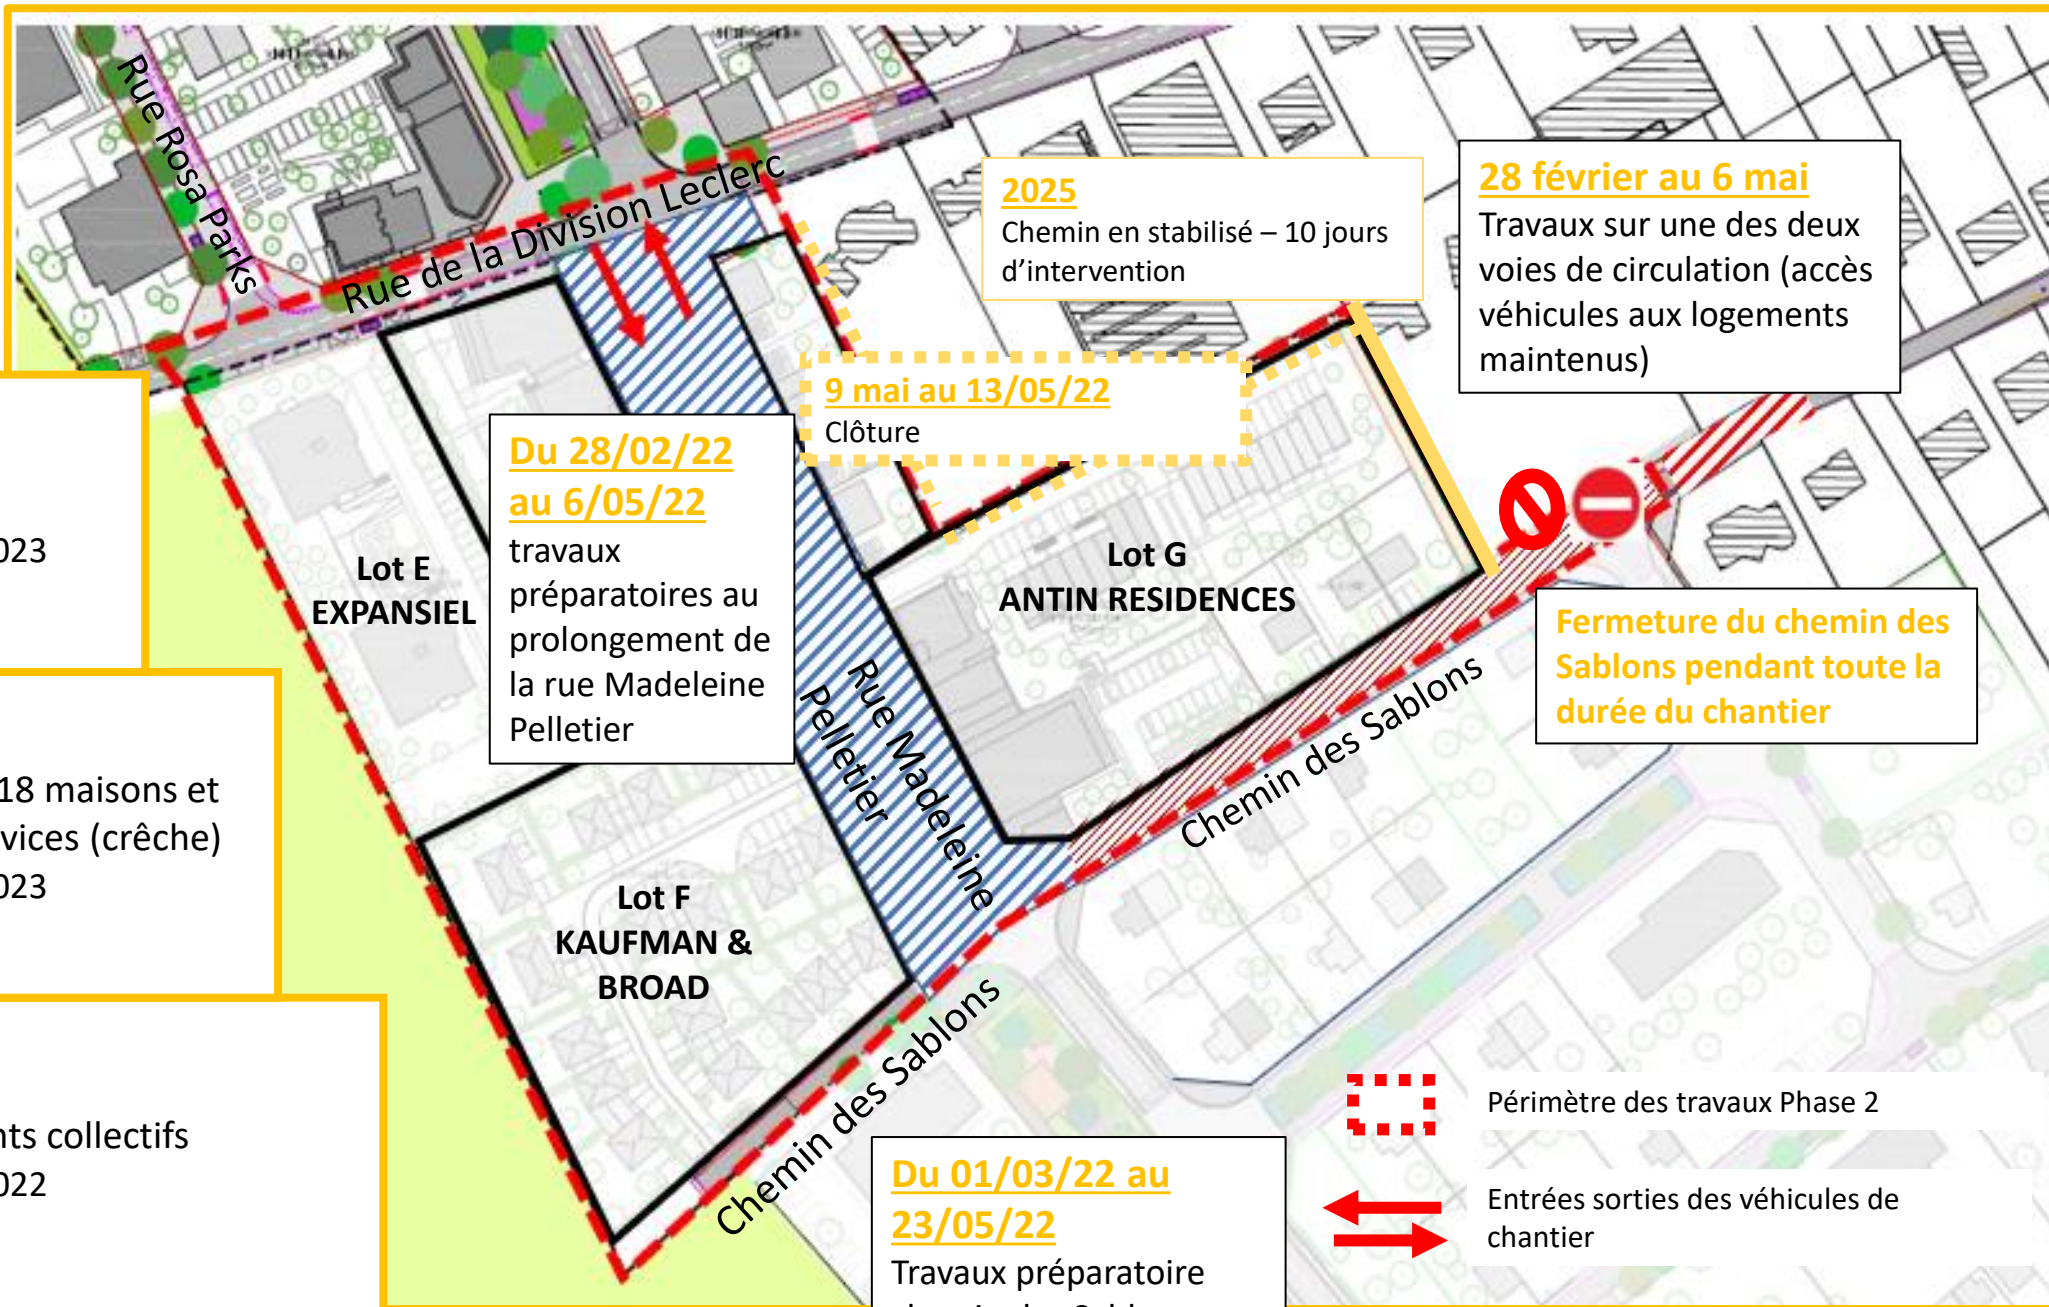 Rue Rosa Parks
Rue de la Division Leclerc
2025
Chemin en stabilisé – 10 jours
d’intervention
28 février au 6 mai
Travaux sur une des deux
voies de circulation (accès
véhicules aux logements
maintenus)
9 mai au 13/05/22
Clôture
Du 28/02/22
au 6/05/22
travaux
préparatoires au
prolongement de
la rue Madeleine
Pelletier
Lot E
EXPANSIEL
Lot G
ANTIN RESIDENCES
Fermeture du chemin des
Sablons pendant toute la
durée du chantier
Rue Madeleine
Pelletier
Chemin des Sablons
Lot F
KAUFMAN &
BROAD
Chemin des Sablons
023
18 maisons et
vices (crêche)
023
nts collectifs
022
Du 01/03/22 au
23/05/22
Travaux préparatoire
Périmètre des travaux Phase 2
Entrées sorties des véhicules de
chantier